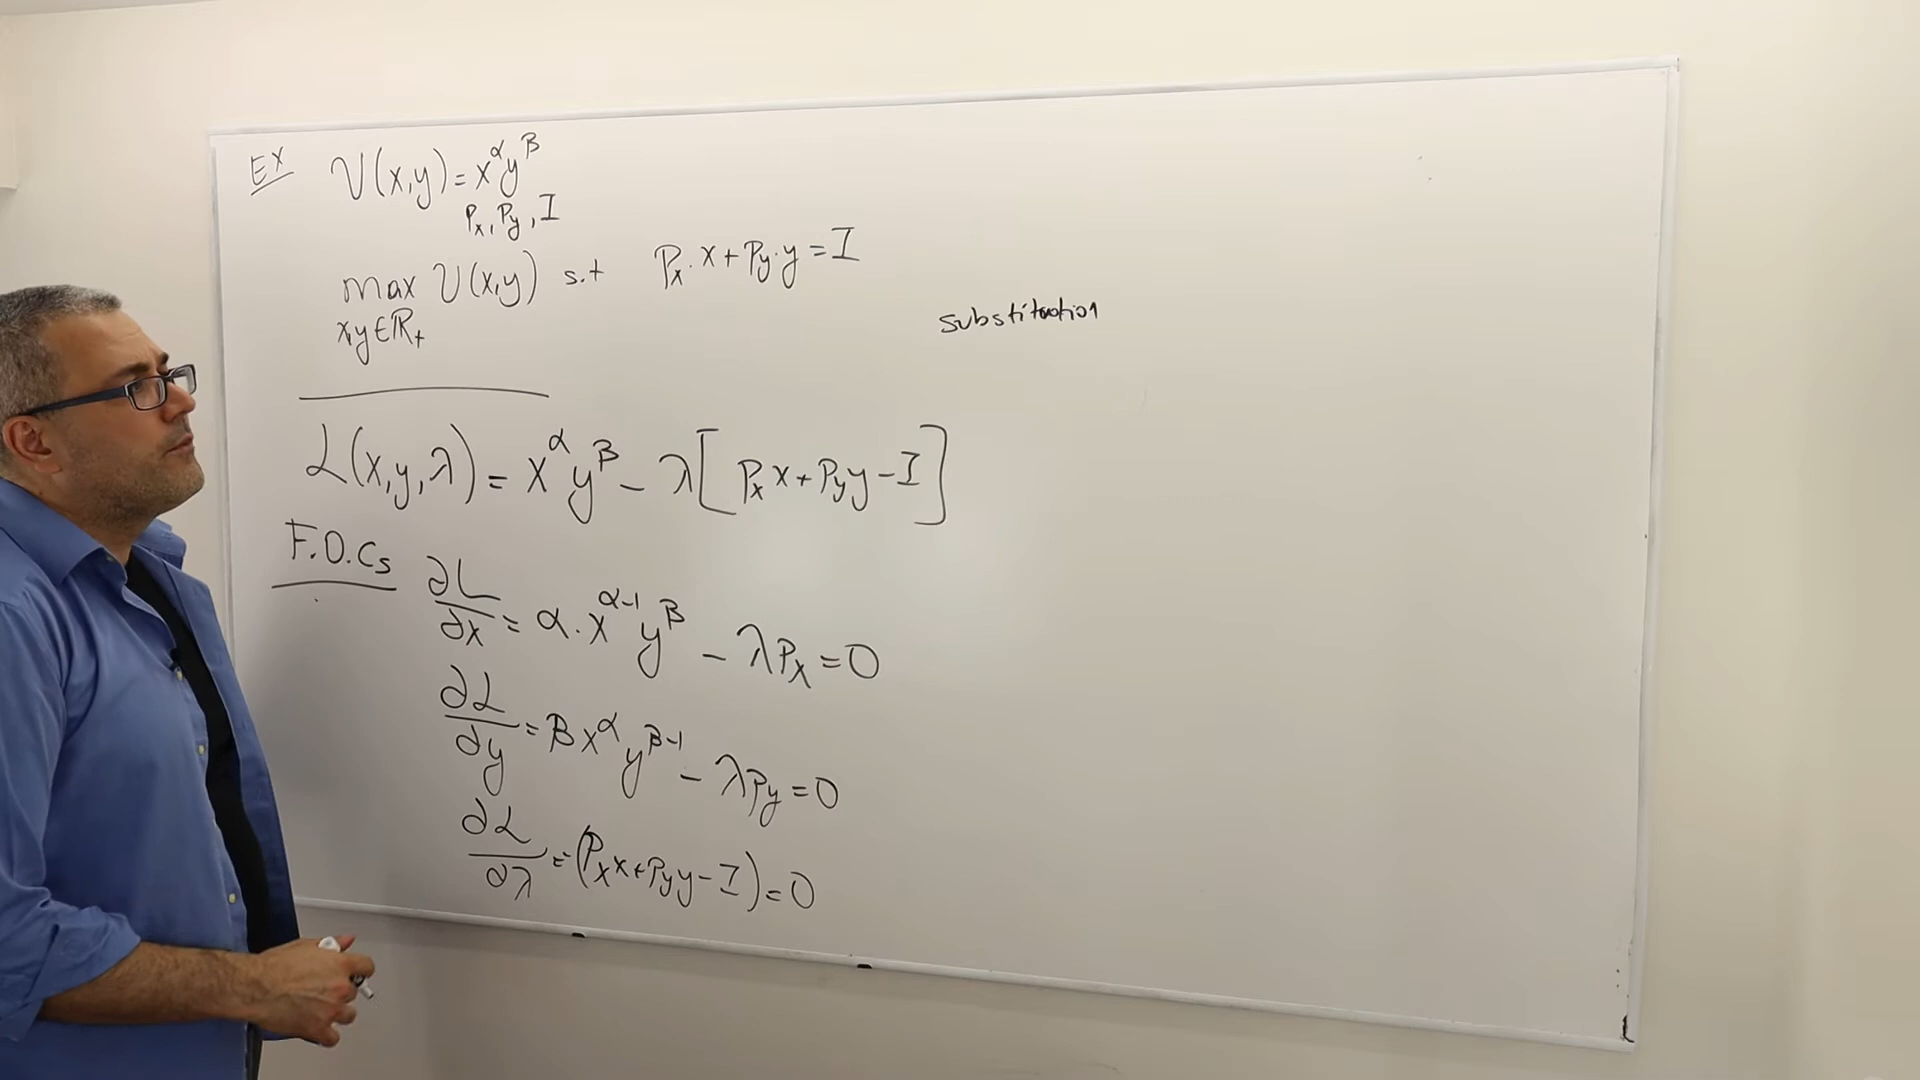 EX U(x,y) = x^α y^β
Px, Py, I
max U(x,y) s.t Px·x + Py·y = I
x,y ∈ ℝ+
substitution
L(x,y,λ) = x^α y^β - λ[Px x + Py y - I]
F.O.Cs
∂L/∂x = α·x^(α-1) y^β - λPx = 0
∂L/∂y = βx^α y^(β-1) - λPy = 0
∂L/∂λ = (Px x + Py y - I) = 0